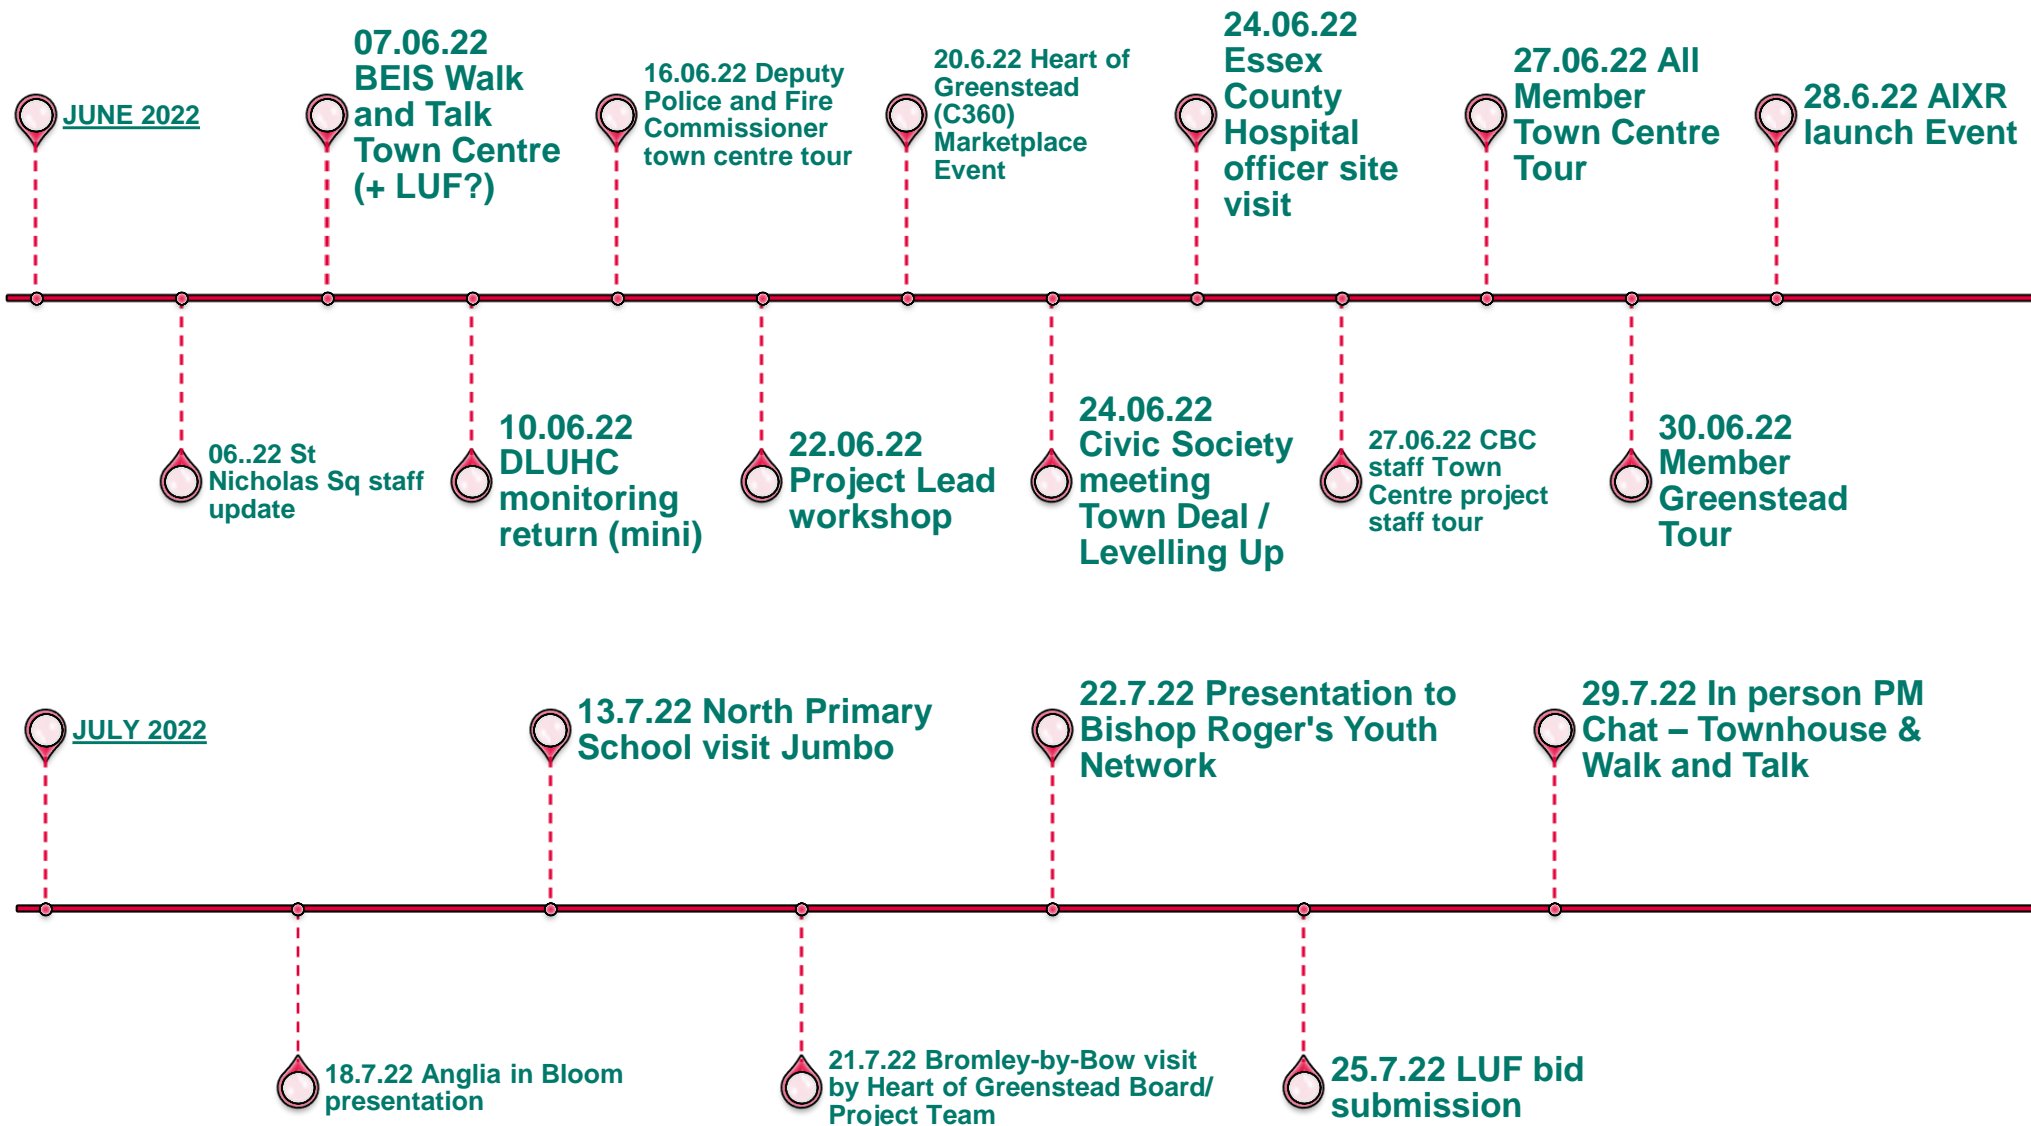 JUNE 2022
07.06.22
BEIS Walk
and Talk
Town Centre
(+ LUF?)
16.06.22 Deputy
Police and Fire
Commissioner
town centre tour
20.6.22 Heart of
Greenstead
(C360)
Marketplace
Event
24.06.22
Essex
County
Hospital
officer site
visit
27.06.22 All
Member
Town Centre
Tour
28.6.22 AIXR
launch Event
06..22 St
Nicholas Sq staff
update
10.06.22
DLUHC
monitoring
return (mini)
22.06.22
Project Lead
workshop
24.06.22
Civic Society
meeting
Town Deal /
Levelling Up
27.06.22 CBC
staff Town
Centre project
staff tour
30.06.22
Member
Greenstead
Tour
JULY 2022
13.7.22 North Primary
School visit Jumbo
22.7.22 Presentation to
Bishop Roger's Youth
Network
29.7.22 In person PM
Chat – Townhouse &
Walk and Talk
18.7.22 Anglia in Bloom
presentation
21.7.22 Bromley-by-Bow visit
by Heart of Greenstead Board/
Project Team
25.7.22 LUF bid
submission